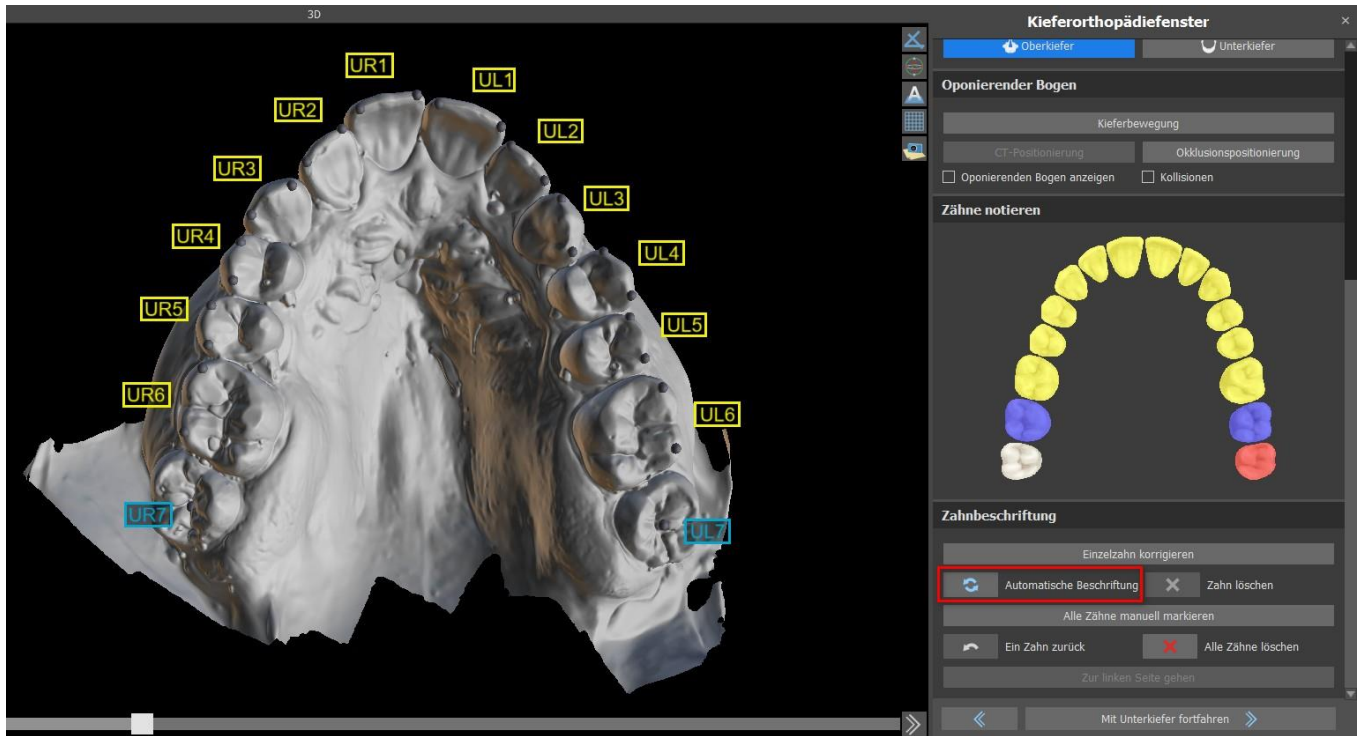 3D
UR1
UL1
UR2
UL2
UR3
UL3
UR4
UL4
UR5
UL5
UR6
UL6
UR7
UL7
Kieferorthopädiefenster
Oberkiefer
Unterkiefer
Oponierender Bogen
Kieferbewegung
CT-Positionierung
Okklusionspositionierung
Oponierenden Bogen anzeigen
Kollisionen
Zähne notieren
Zahnbeschriftung
Einzelzahn korrigieren
Automatische Beschriftung
Zahn löschen
Alle Zähne manuell markieren
Ein Zahn zurück
Alle Zähne löschen
Zur linken Seite gehen
Mit Unterkiefer fortfahren